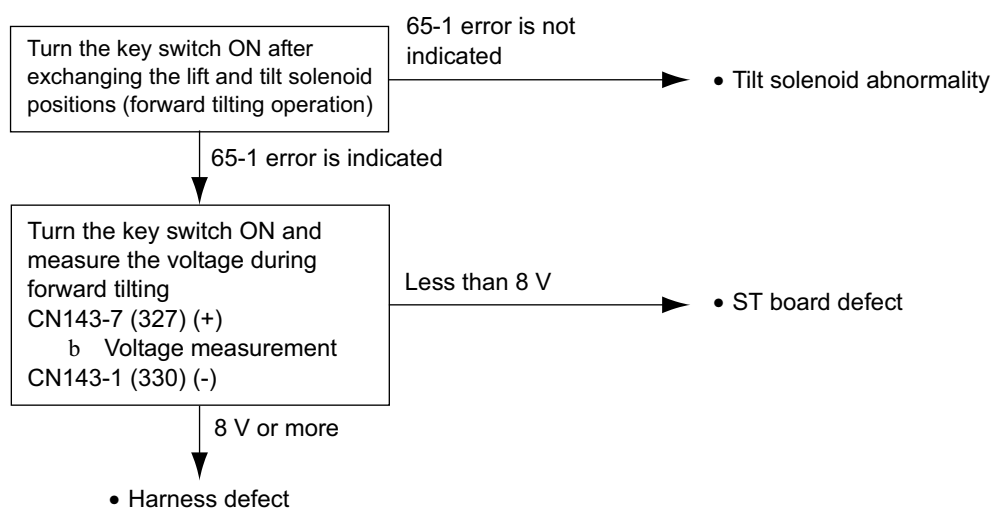 Turn the key switch ON after
exchanging the lift and tilt solenoid
positions (forward tilting operation)
65-1 error is not
indicated
• Tilt solenoid abnormality
65-1 error is indicated
Turn the key switch ON and
measure the voltage during
forward tilting
CN143-7 (327) (+)
b Voltage measurement
CN143-1 (330) (-)
Less than 8 V
• ST board defect
8 V or more
• Harness defect